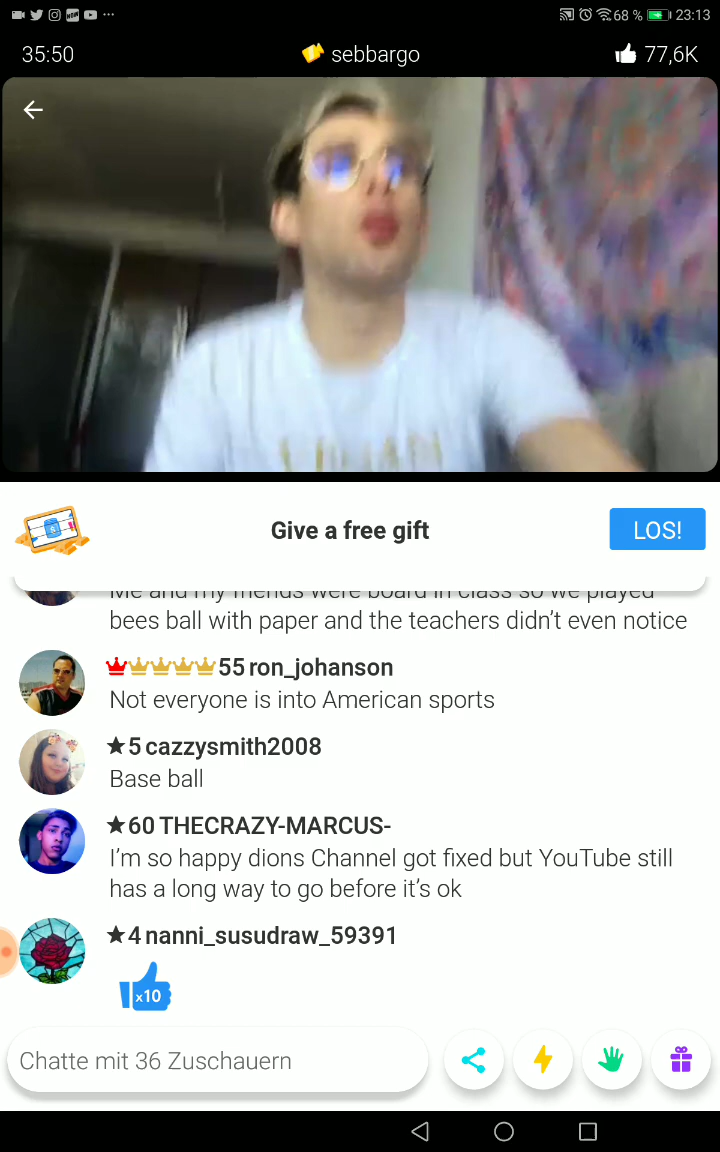 68 % 23:13
35:50 sebbargo 77,6K
Give a free gift LOS!
Me and my friends were board in class so we played
bees ball with paper and the teachers didn't even notice
55 ron_johanson
Not everyone is into American sports
★5 cazzysmith2008
Base ball
★60 THECRAZY-MARCUS-
I'm so happy dions Channel got fixed but YouTube still
has a long way to go before it's ok
★4 nanni_susudraw_59391
x10
Chatte mit 36 Zuschauern